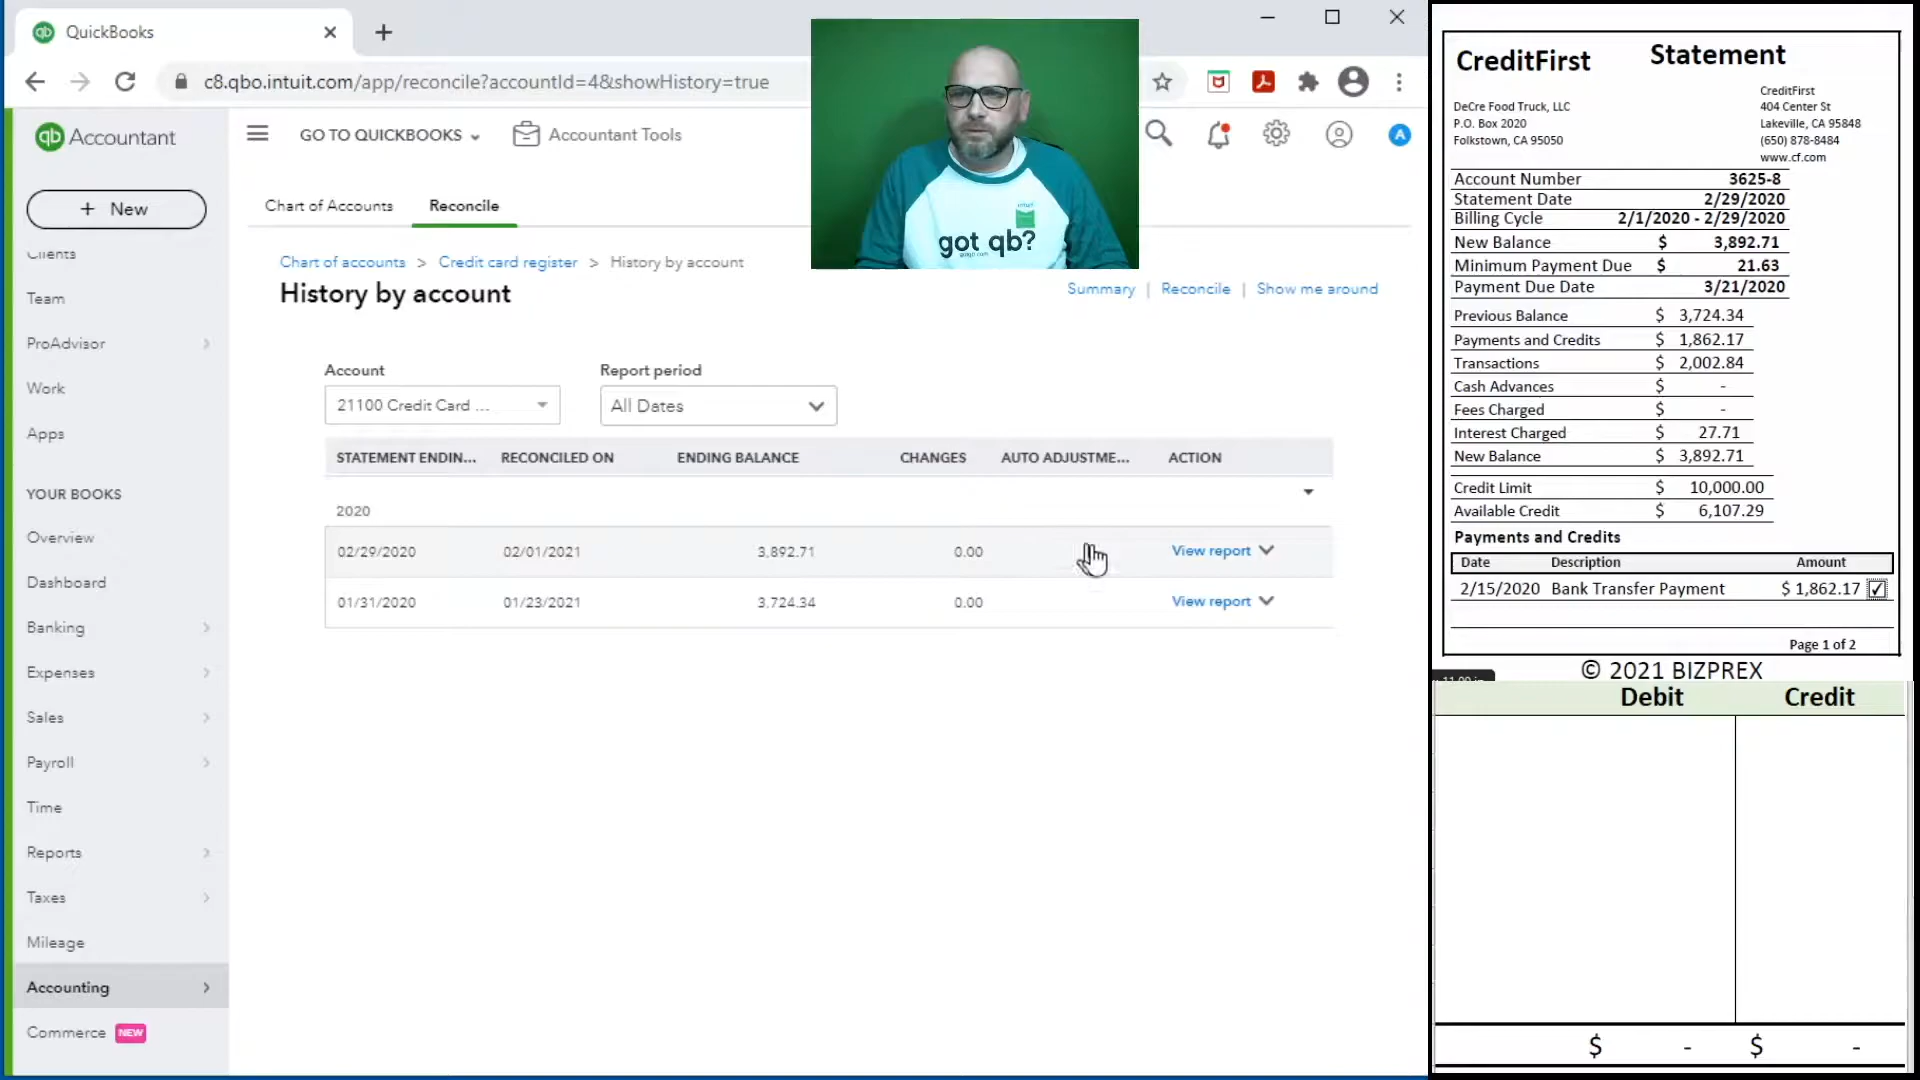 QuickBooks
c8.qbo.intuit.com/app/reconcile?accountId=48&showHistory=true
qb Accountant
GO TO QUICKBOOKS
Accountant Tools
A
+ New
Clients
Team
ProAdvisor
Work
Apps
YOUR BOOKS
Overview
Dashboard
Banking
Expenses
Sales
Payroll
Time
Reports
Taxes
Mileage
Accounting
Commerce NEW
Chart of Accounts Reconcile
Chart of accounts > Credit card register > History by account
History by account
Summary | Reconcile | Show me around
Account
21100 Credit Card ...
Report period
All Dates
STATEMENT ENDIN... RECONCILED ON ENDING BALANCE CHANGES AUTO ADJUSTME... ACTION
2020
02/29/2020 02/01/2021 3,892.71 0.00 View report
01/31/2020 01/23/2021 3,724.34 0.00 View report
intuit
got qb?
CreditFirst Statement
DeCre Food Truck, LLC
P.O. Box 2020
Folkstown, CA 95050
CreditFirst
404 Center St
Lakeville, CA 95848
(650) 878-8484
www.cf.com
Account Number 3625-8
Statement Date 2/29/2020
Billing Cycle 2/1/2020 - 2/29/2020
New Balance $ 3,892.71
Minimum Payment Due $ 21.63
Payment Due Date 3/21/2020
Previous Balance $ 3,724.34
Payments and Credits $ 1,862.17
Transactions $ 2,002.84
Cash Advances $ -
Fees Charged $ -
Interest Charged $ 27.71
New Balance $ 3,892.71
Credit Limit $ 10,000.00
Available Credit $ 6,107.29
Payments and Credits
Date Description Amount
2/15/2020 Bank Transfer Payment $ 1,862.17
Page 1 of 2
© 2021 BIZPREX
Debit Credit
$ - $ -